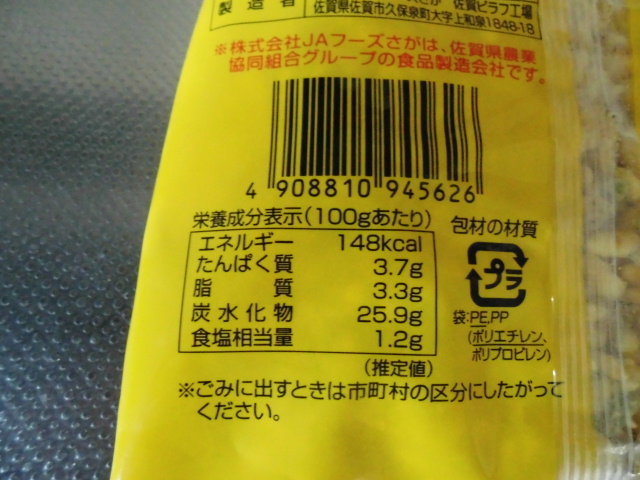 製造者
佐賀ピラフ工場
佐賀県佐賀市久保泉町大字上和泉1848-18
※株式会社JAフーズさがは、佐賀県農業
協同組合グループの食品製造会社です。
4 908810 945626
栄養成分表示(100gあたり)
エネルギー 148kcal
たんぱく質 3.7g
脂質 3.3g
炭水化物 25.9g
食塩相当量 1.2g
(推定値)
包材の材質
プラ
袋:PE,PP
(ポリエチレン、
ポリプロピレン)
※ごみに出すときは市町村の区分にしたがって
ください。